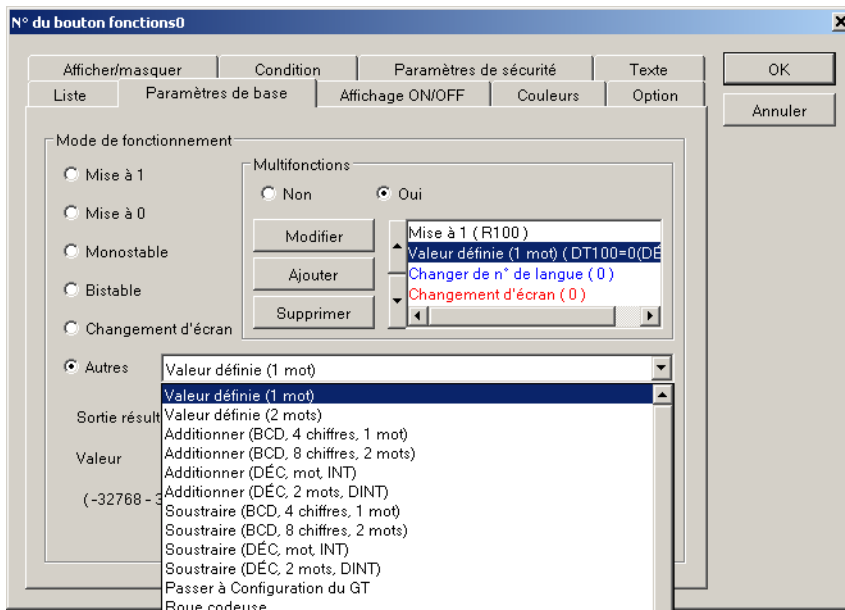 N° du bouton fonctions0
Afficher/masquer Condition Paramètres de sécurité Texte
Liste Paramètres de base Affichage ON/OFF Couleurs Option
OK
Annuler
Mode de fonctionnement
Mise à 1
Mise à 0
Monostable
Bistable
Changement d'écran
Autres
Multifonctions
Non Oui
Modifier
Ajouter
Supprimer
Mise à 1 ( R100 )
Valeur définie (1 mot) ( DT100=0(DÉ
Changer de n° de langue ( 0 )
Changement d'écran ( 0 )
Valeur définie (1 mot)
Sortie résult
Valeur
( -32768 - 3
Valeur définie (1 mot)
Valeur définie (2 mots)
Additionner (BCD, 4 chiffres, 1 mot)
Additionner (BCD, 8 chiffres, 2 mots)
Additionner (DÉC, mot, INT)
Additionner (DÉC, 2 mots, DINT)
Soustraire (BCD, 4 chiffres, 1 mot)
Soustraire (BCD, 8 chiffres, 2 mots)
Soustraire (DÉC, mot, INT)
Soustraire (DÉC, 2 mots, DINT)
Passer à Configuration du GT
Roue codeuse